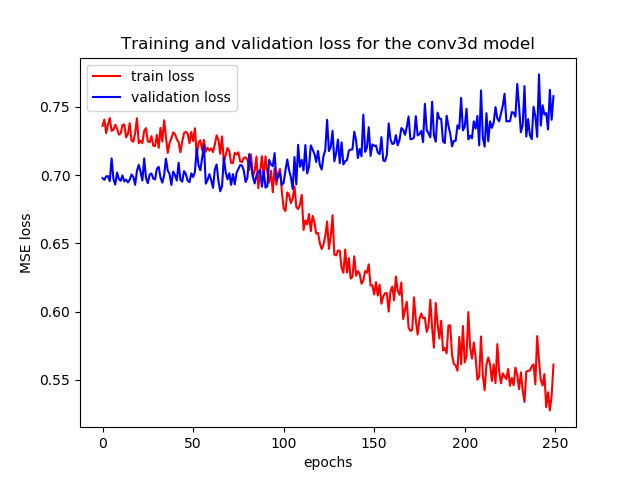 Training and validation loss for the conv3d model
train loss
validation loss
MSE loss
0.75
0.70
0.65
0.60
0.55
0
50
100
150
200
250
epochs